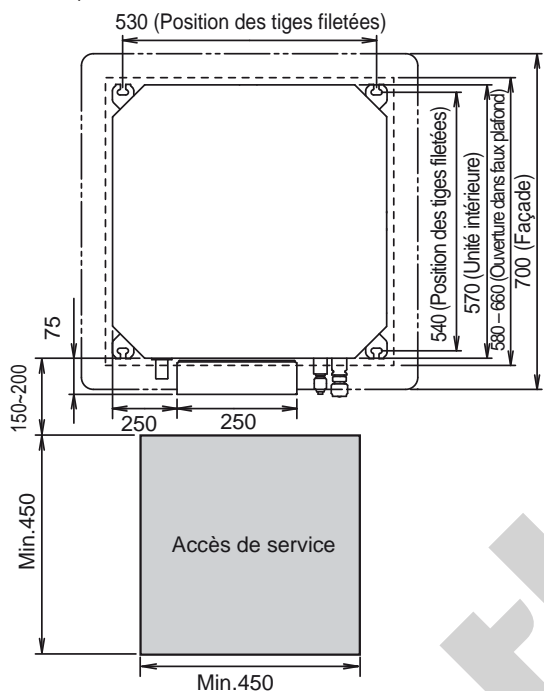 530 (Position des tiges filetées)
540 (Position des tiges filetées)
570 (Unité intérieure)
580 – 660 (Ouverture dans faux plafond)
700 (Façade)
75
150~200
250
250
Min.450
Accès de service
Min.450